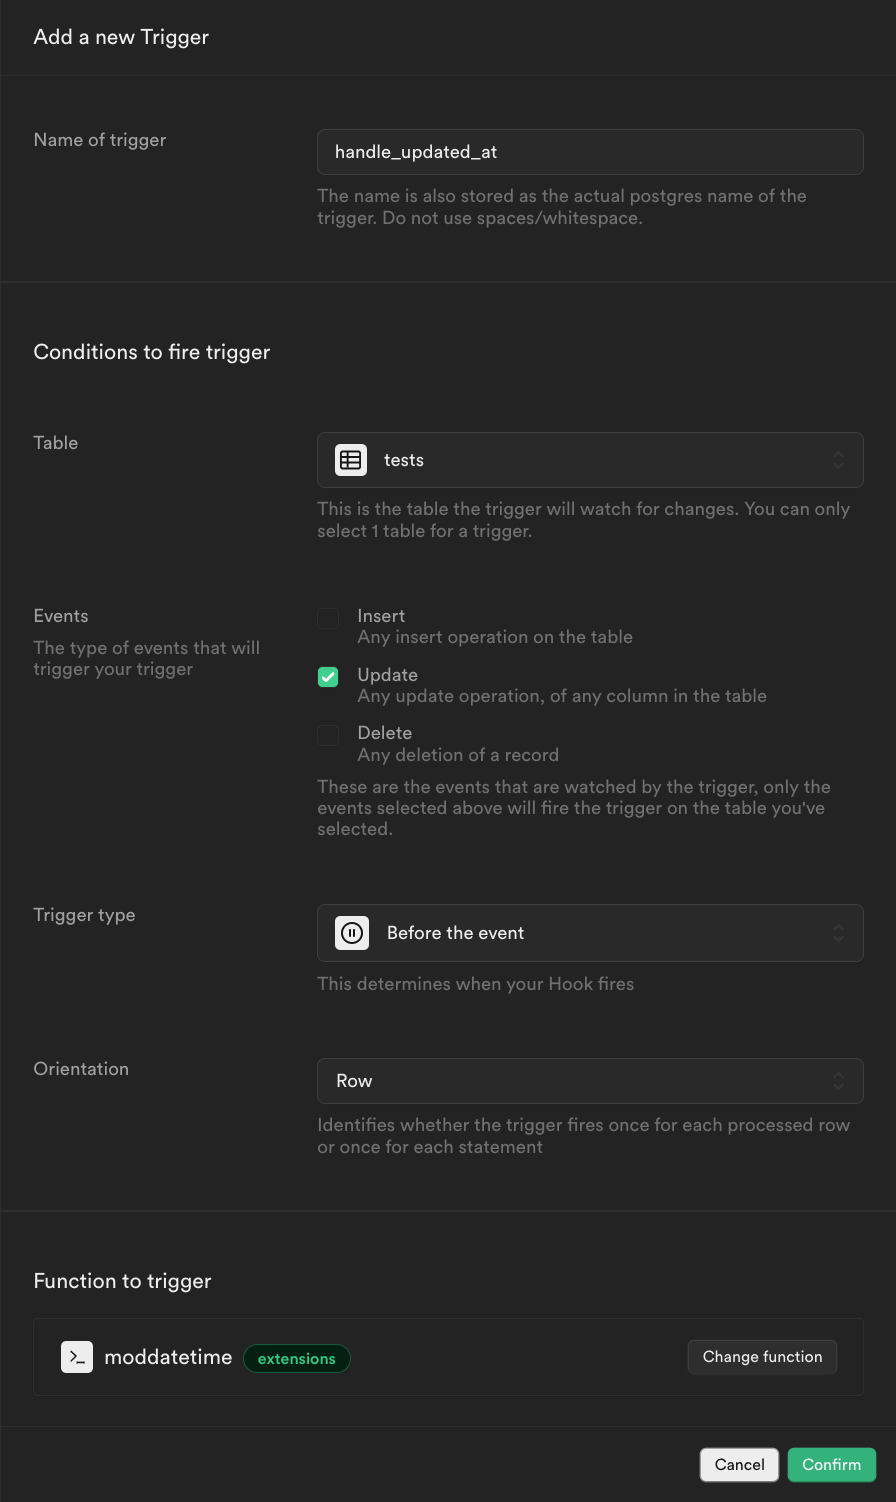 Add a new Trigger
Name of trigger
handle_updated_at
The name is also stored as the actual postgres name of the
trigger. Do not use spaces/whitespace.
Conditions to fire trigger
Table
tests
This is the table the trigger will watch for changes. You can only
select 1 table for a trigger.
Events
The type of events that will
trigger your trigger
Insert
Any insert operation on the table
Update
Any update operation, of any column in the table
Delete
Any deletion of a record
These are the events that are watched by the trigger, only the
events selected above will fire the trigger on the table you've
selected.
Trigger type
Before the event
This determines when your Hook fires
Orientation
Row
Identifies whether the trigger fires once for each processed row
or once for each statement
Function to trigger
moddatetime extensions
Change function
Cancel
Confirm